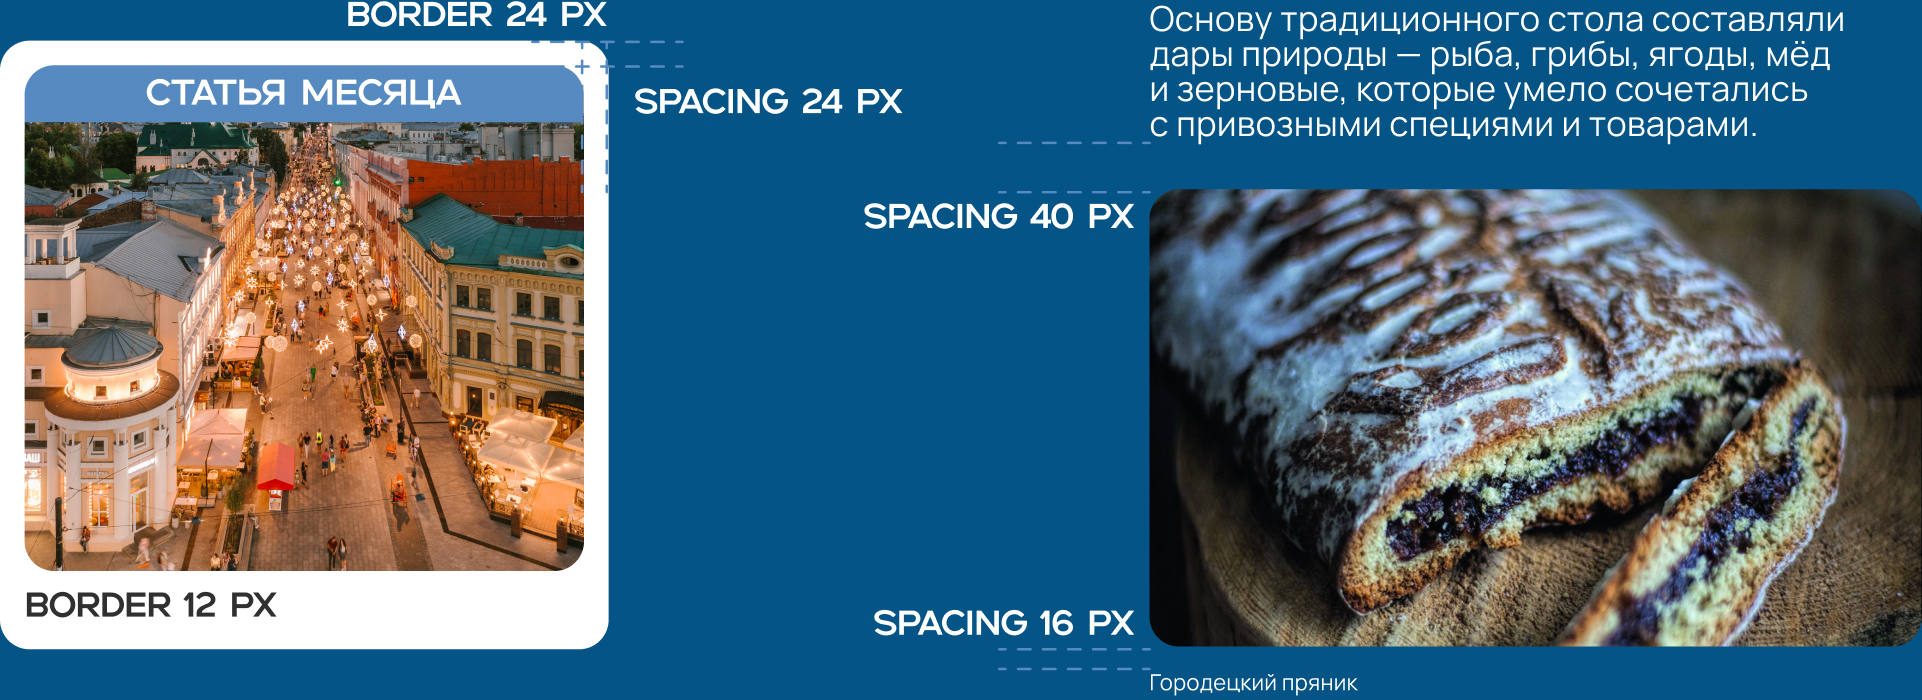 BORDER 24 PX
СТАТЬЯ МЕСЯЦА
SPACING 24 PX
BORDER 12 PX
Основу традиционного стола составляли
дары природы — рыба, грибы, ягоды, мёд
и зерновые, которые умело сочетались
с привозными специями и товарами.
SPACING 40 PX
SPACING 16 PX
Городецкий пряник